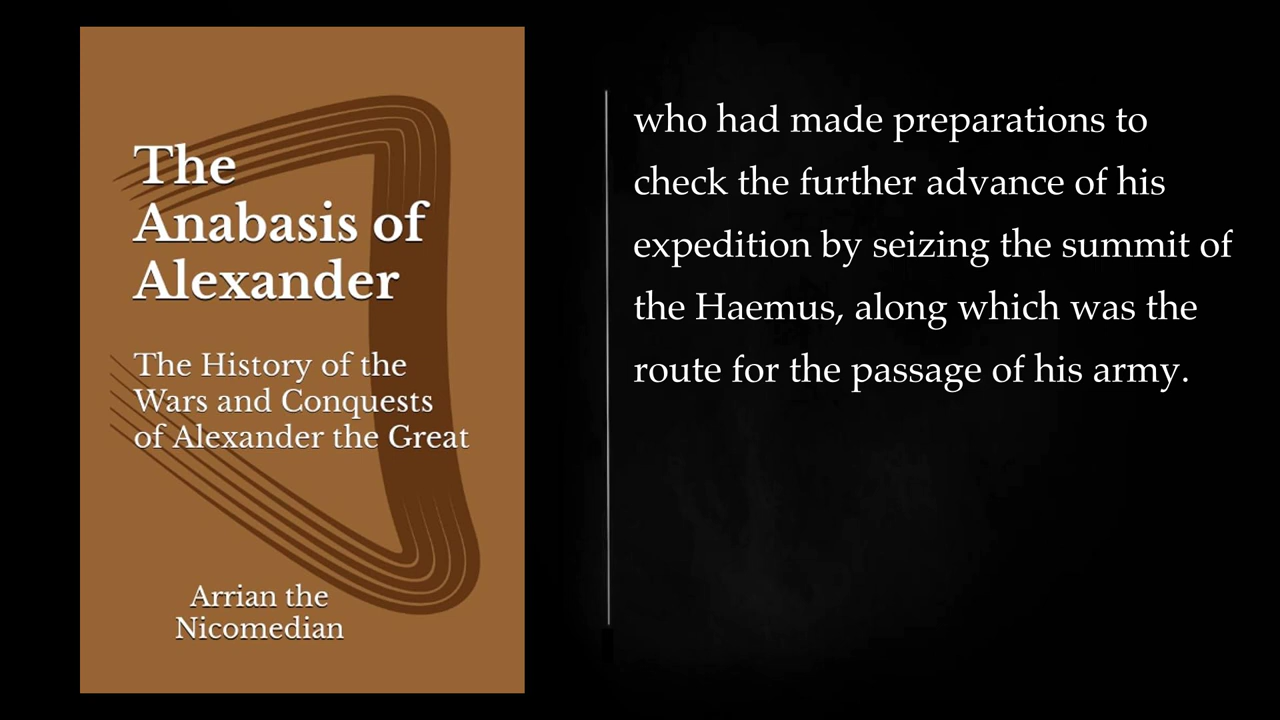 The
Anabasis of
Alexander
The History of the
Wars and Conquests
of Alexander the Great
Arrian the
Nicomedian
who had made preparations to
check the further advance of his
expedition by seizing the summit of
the Haemus, along which was the
route for the passage of his army.